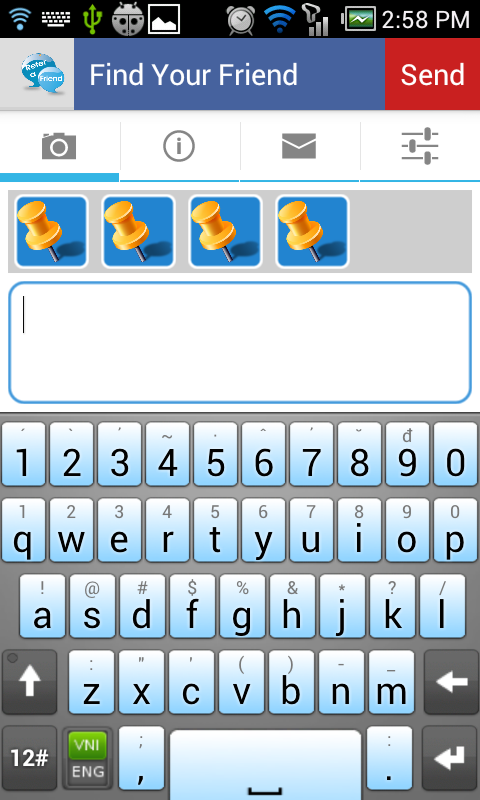 2:58 PM
Refer a Friend
Find Your Friend
Send
´ ` ̉ ~ . ^ ̛ ˘ đ
1 2 3 4 5 6 7 8 9 0
1 2 3 4 5 6 7 8 9 0
q w e r t y u i o p
! @ # $ % & * ? /
a s d f g h j k l
: " ' ( ) - _
z x c v b n m
VNI ; :
12# ENG , .